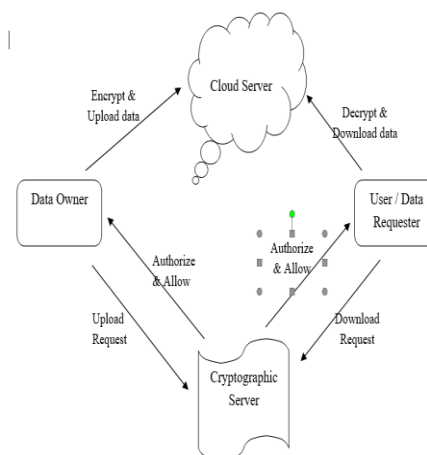 Cloud Server
Encrypt &
Upload data
Decrypt &
Download data
Data Owner
User / Data
Requester
Authorize
& Allow
Authorize
& Allow
Upload
Request
Download
Request
Cryptographic
Server